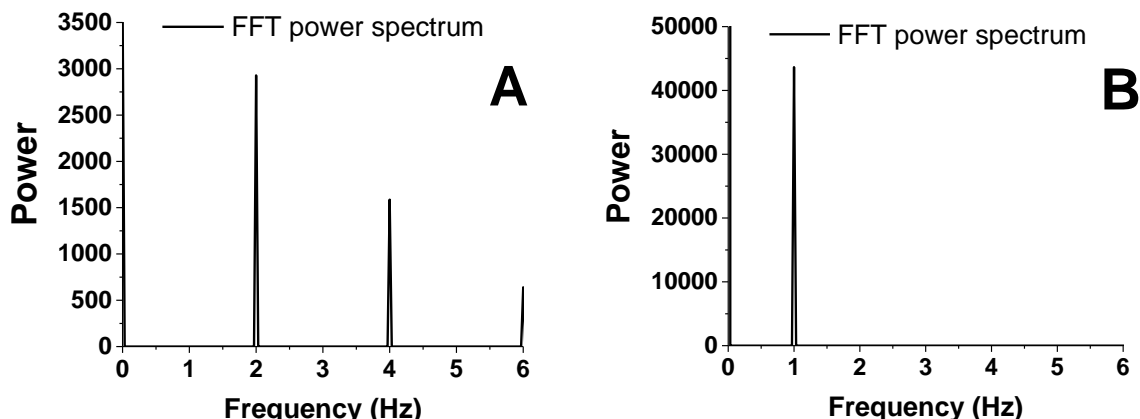 FFT power spectrum
A
Power
3500
3000
2500
2000
1500
1000
500
0
0 1 2 3 4 5 6
Frequency (Hz)
FFT power spectrum
B
Power
50000
40000
30000
20000
10000
0
0 1 2 3 4 5 6
Frequency (Hz)